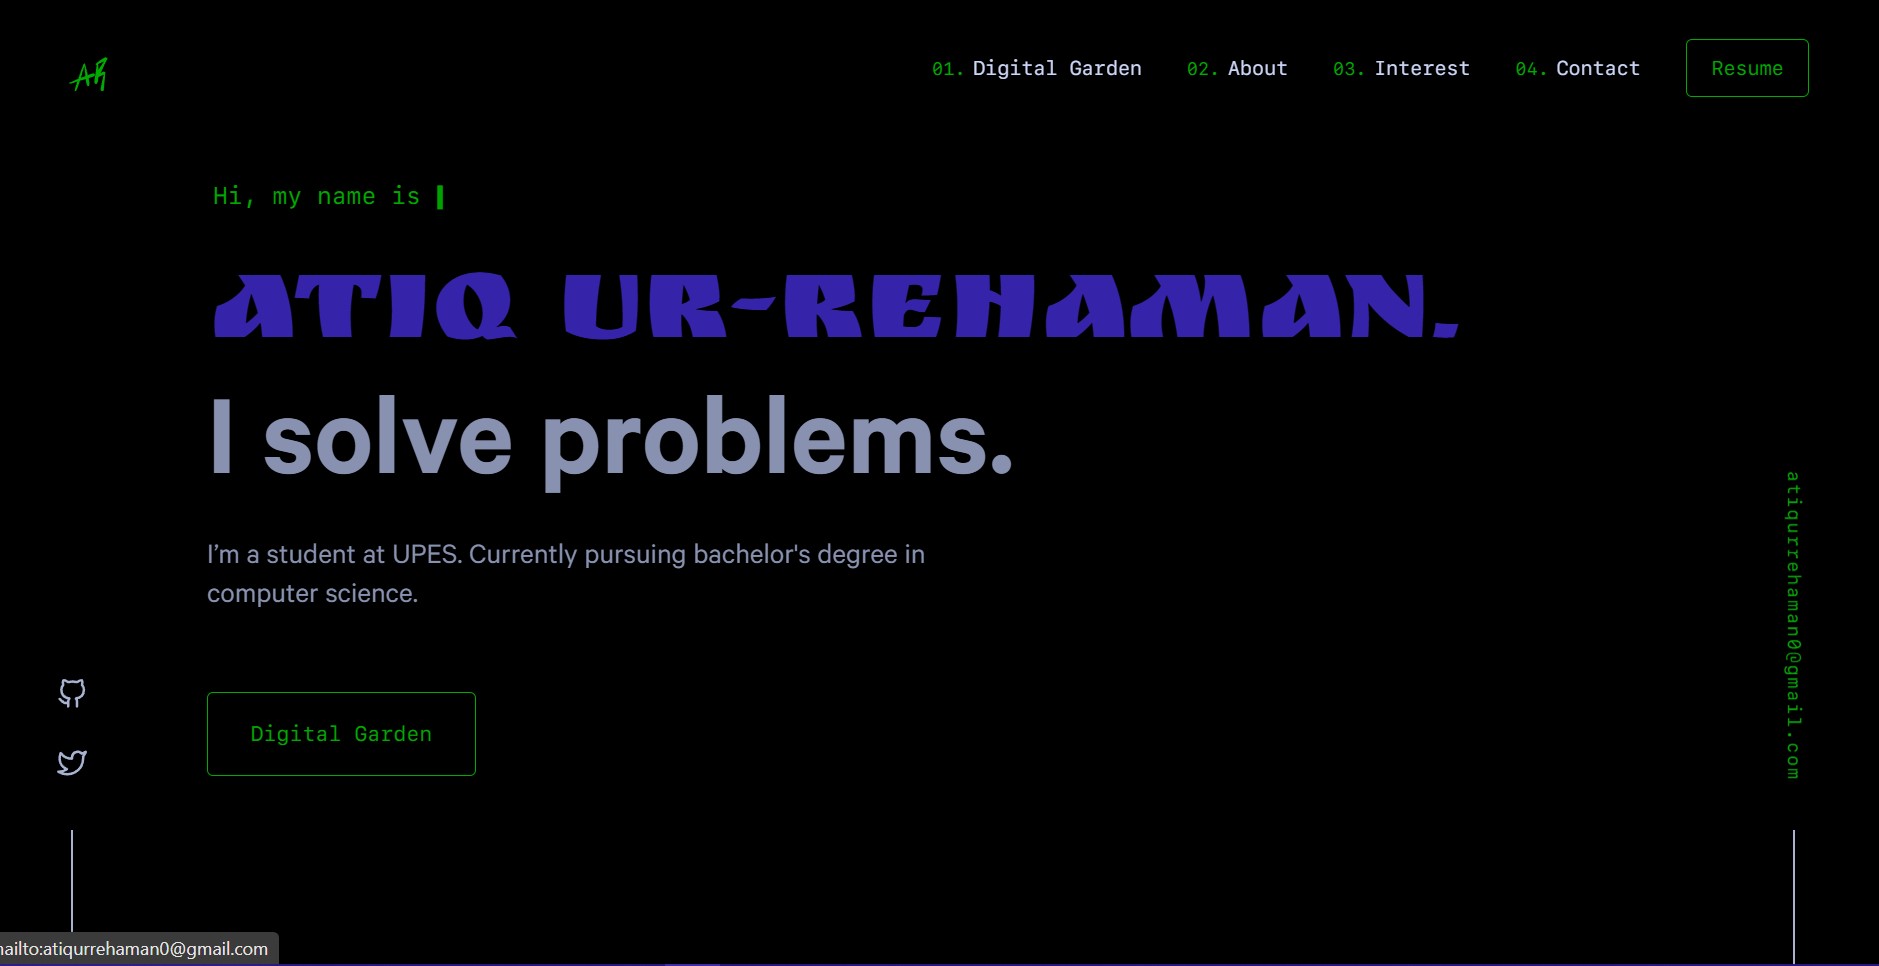 AR
01. Digital Garden
02. About
03. Interest
04. Contact
Resume
Hi, my name is
ATIQ UR-REHAMAN.
I solve problems.
I’m a student at UPES. Currently pursuing bachelor's degree in
computer science.
Digital Garden
atiqurrehaman0@gmail.com
mailto:atiqurrehaman0@gmail.com